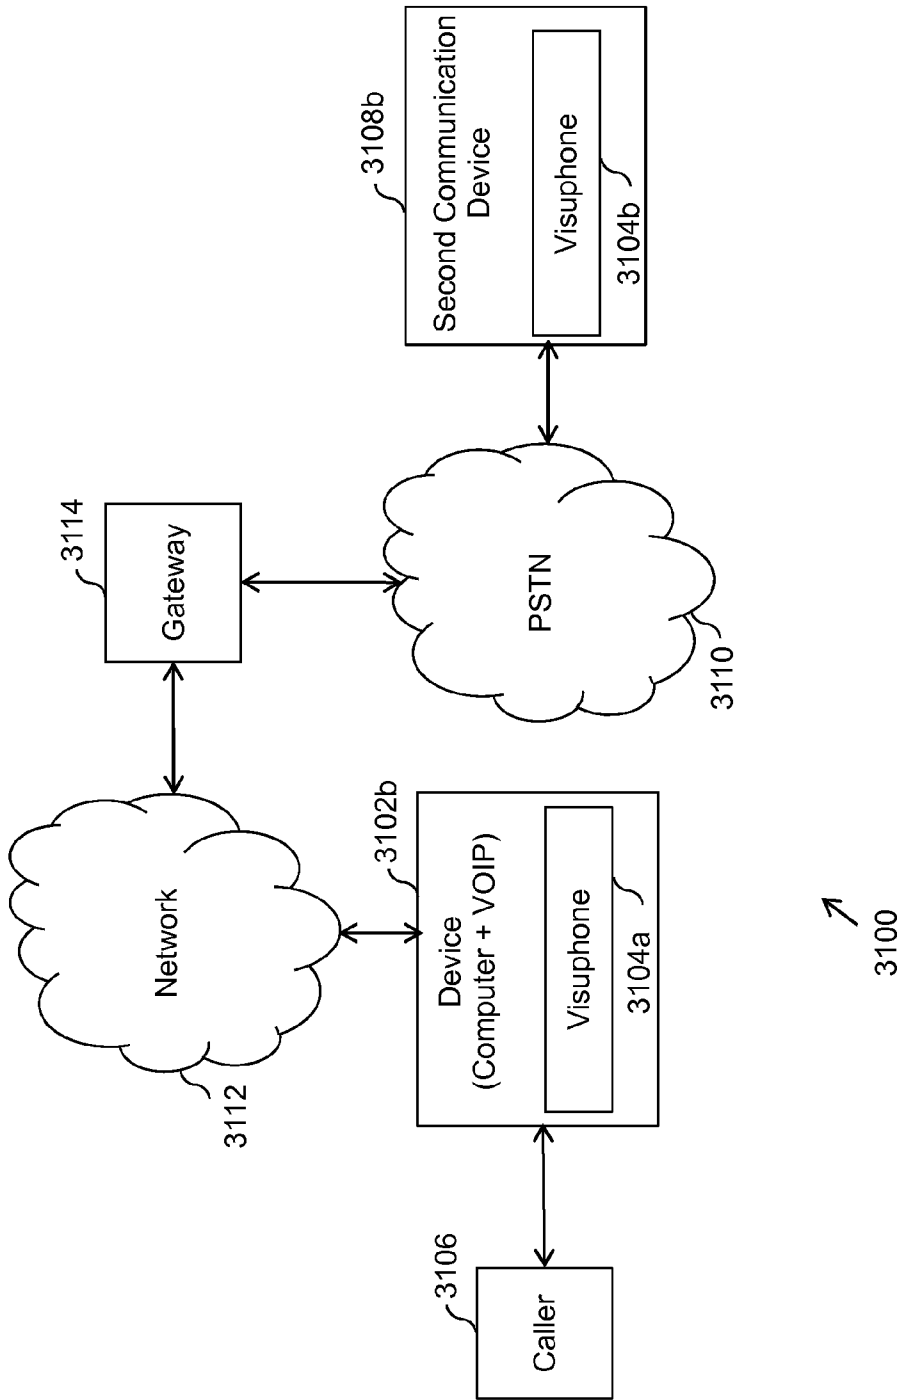 3106
Caller
3112
Network
3102b
Device
(Computer + VOIP)
Visuphone
3104a
3114
Gateway
3110
PSTN
3108b
Second Communication
Device
Visuphone
3104b
3100